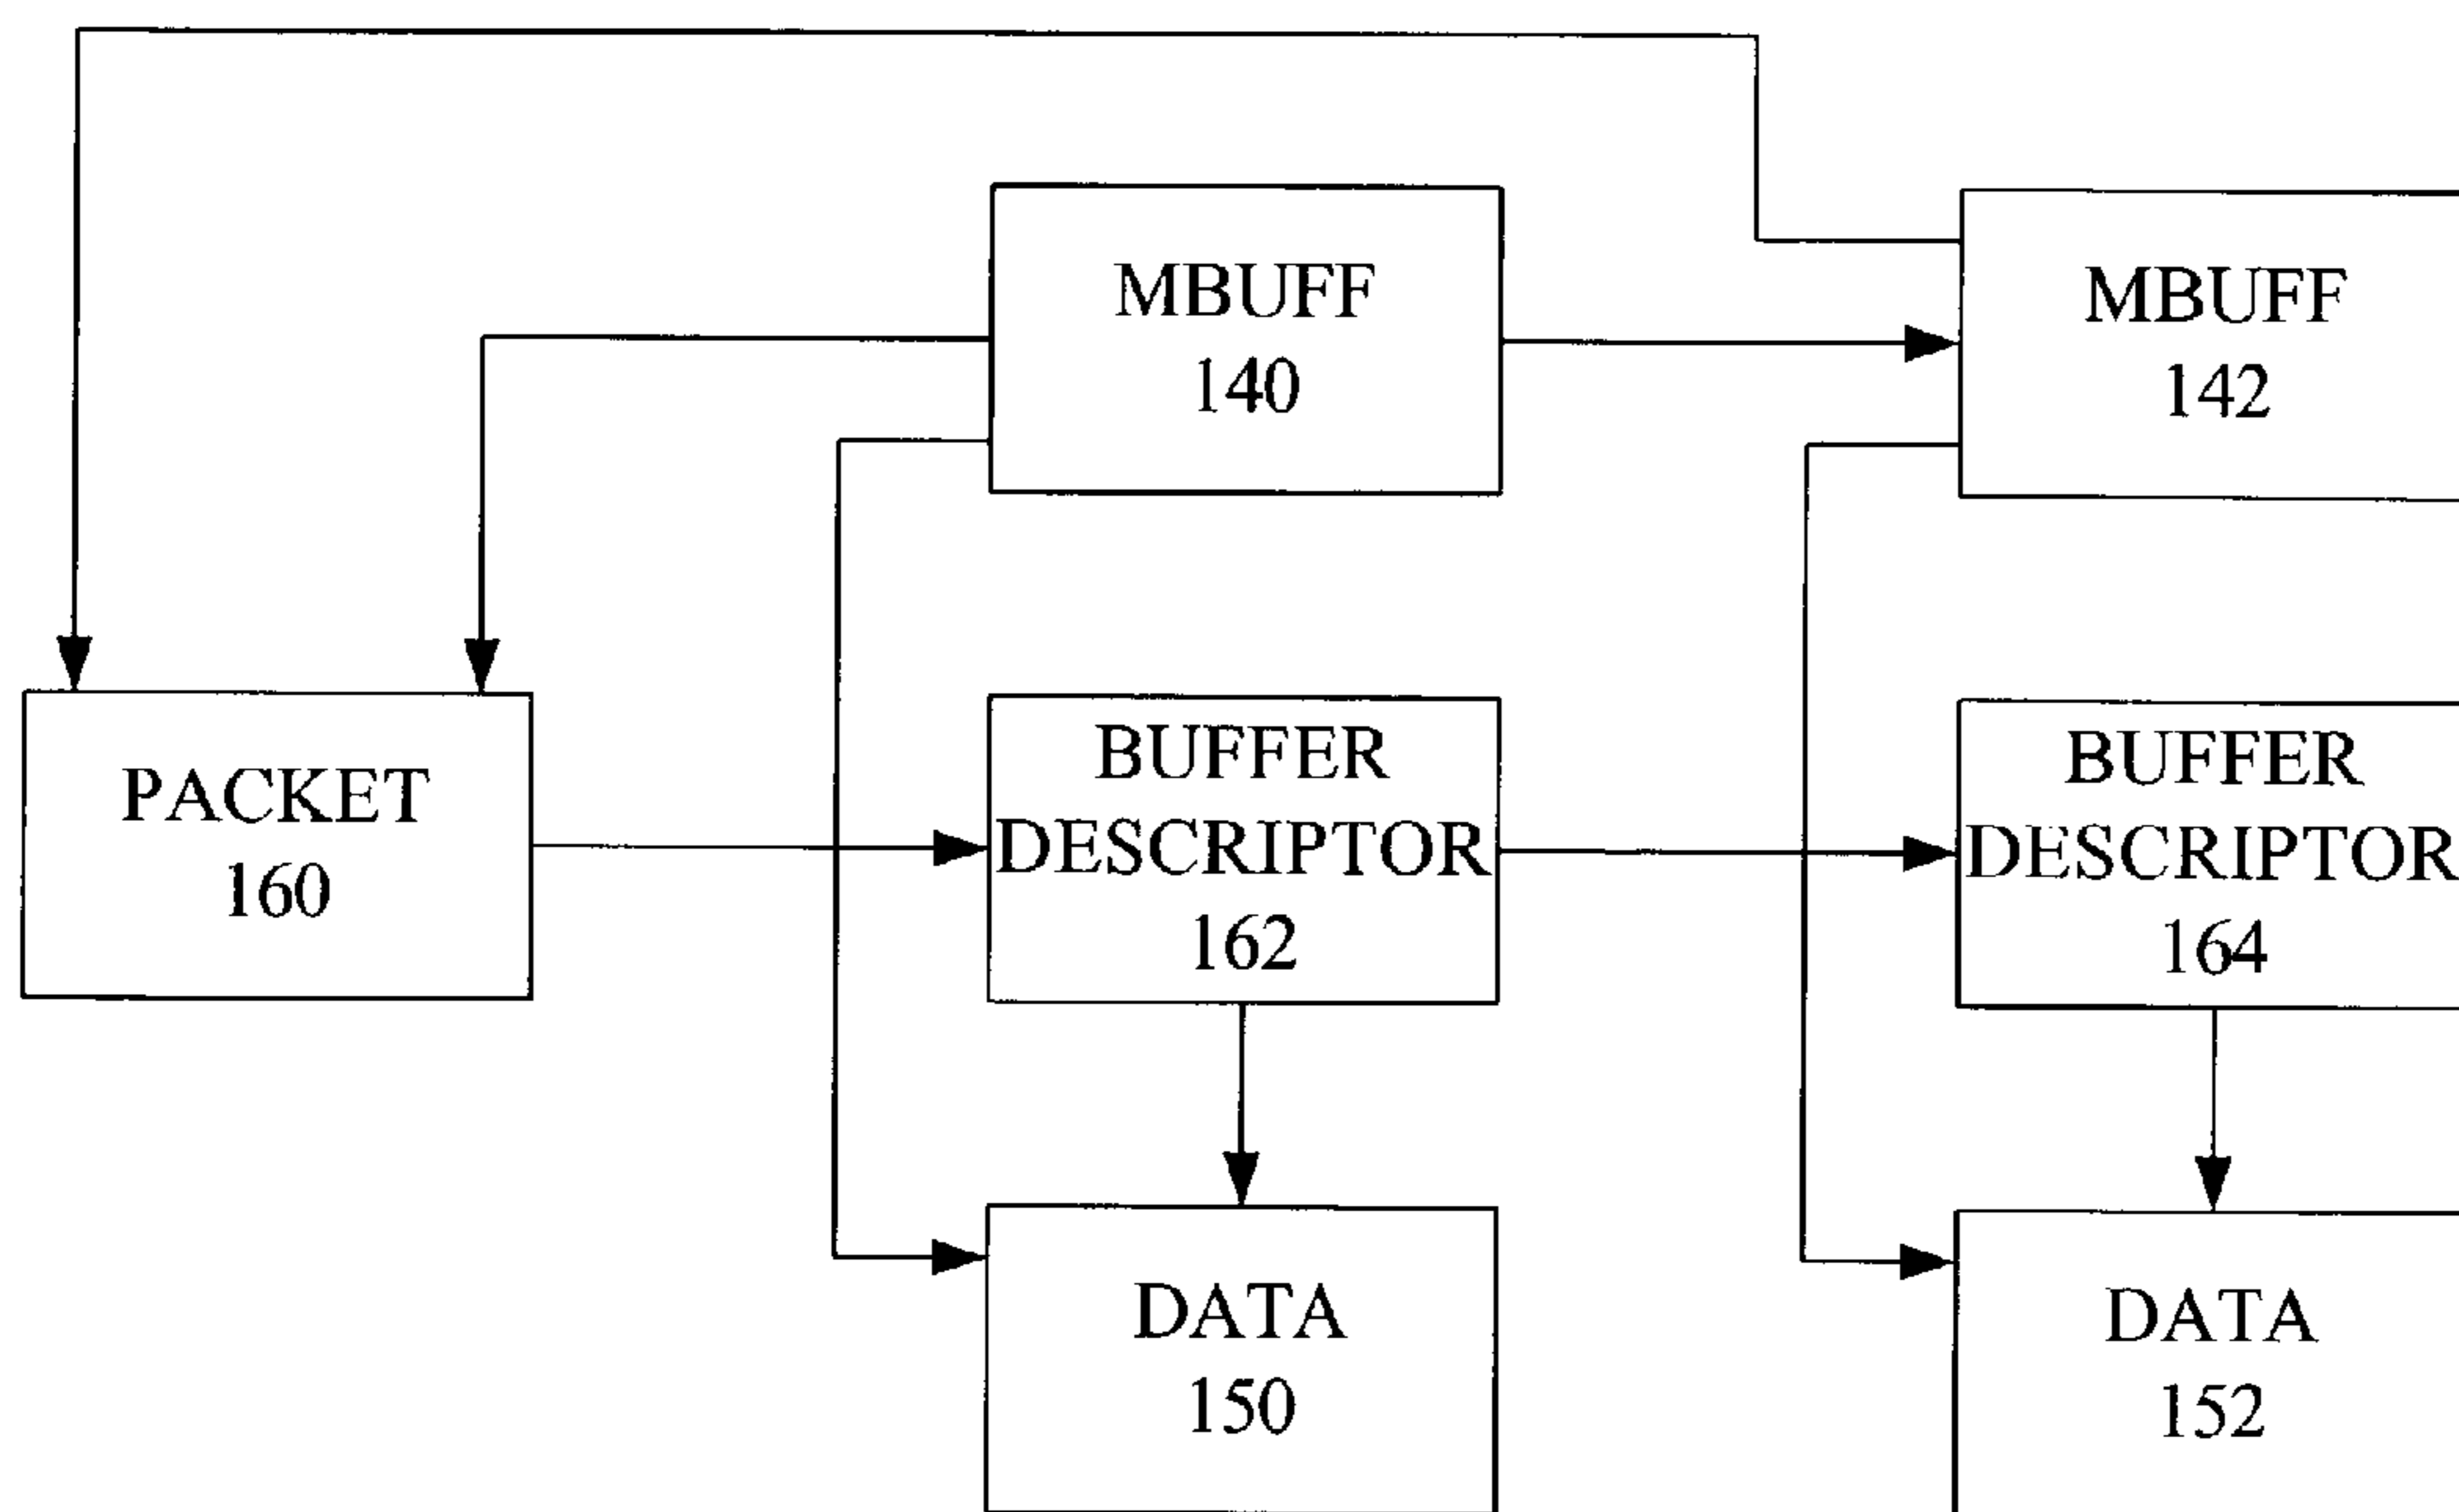 MBUFF
140
MBUFF
142
PACKET
160
BUFFER
DESCRIPTOR
162
BUFFER
DESCRIPTOR
164
DATA
150
DATA
152